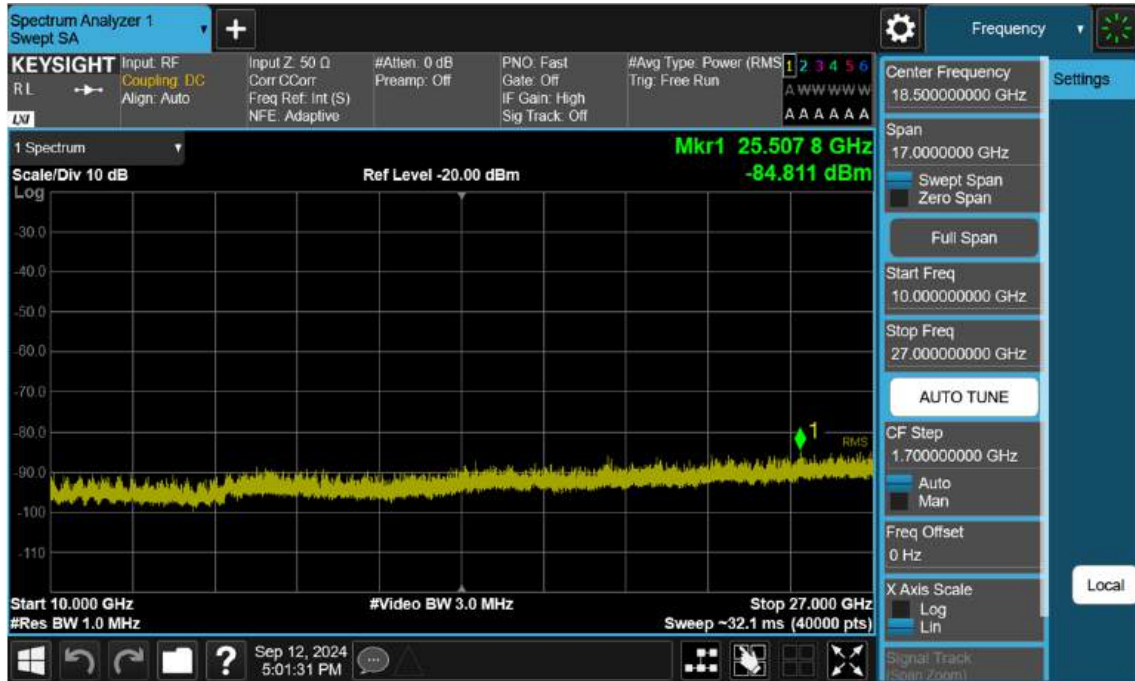 Spectrum Analyzer 1
Swept SA
+
Frequency
KEYSIGHT
RL
LXI
Input: RF
Coupling: DC
Align: Auto
Input Z: 50 Ω
Corr CCorr
Freq Ref: Int (S)
NFE: Adaptive
#Atten: 0 dB
Preamp: Off
PNO: Fast
Gate: Off
IF Gain: High
Sig Track: Off
#Avg Type: Power (RMS
Trig: Free Run
1 2 3 4 5 6
A W W W W W
A A A A A A
1 Spectrum
Scale/Div 10 dB
Ref Level -20.00 dBm
Mkr1 25.507 8 GHz
-84.811 dBm
Log
-30.0
-40.0
-50.0
-60.0
-70.0
-80.0
-90.0
-100
-110
1
RMS
Start 10.000 GHz
#Video BW 3.0 MHz
Stop 27.000 GHz
#Res BW 1.0 MHz
Sweep ~32.1 ms (40000 pts)
Center Frequency
18.500000000 GHz
Span
17.0000000 GHz
Swept Span
Zero Span
Full Span
Start Freq
10.000000000 GHz
Stop Freq
27.000000000 GHz
AUTO TUNE
CF Step
1.700000000 GHz
Auto
Man
Freq Offset
0 Hz
X Axis Scale
Log
Lin
Signal Track
(Span Zoom)
Settings
Local
?
Sep 12, 2024
5:01:31 PM